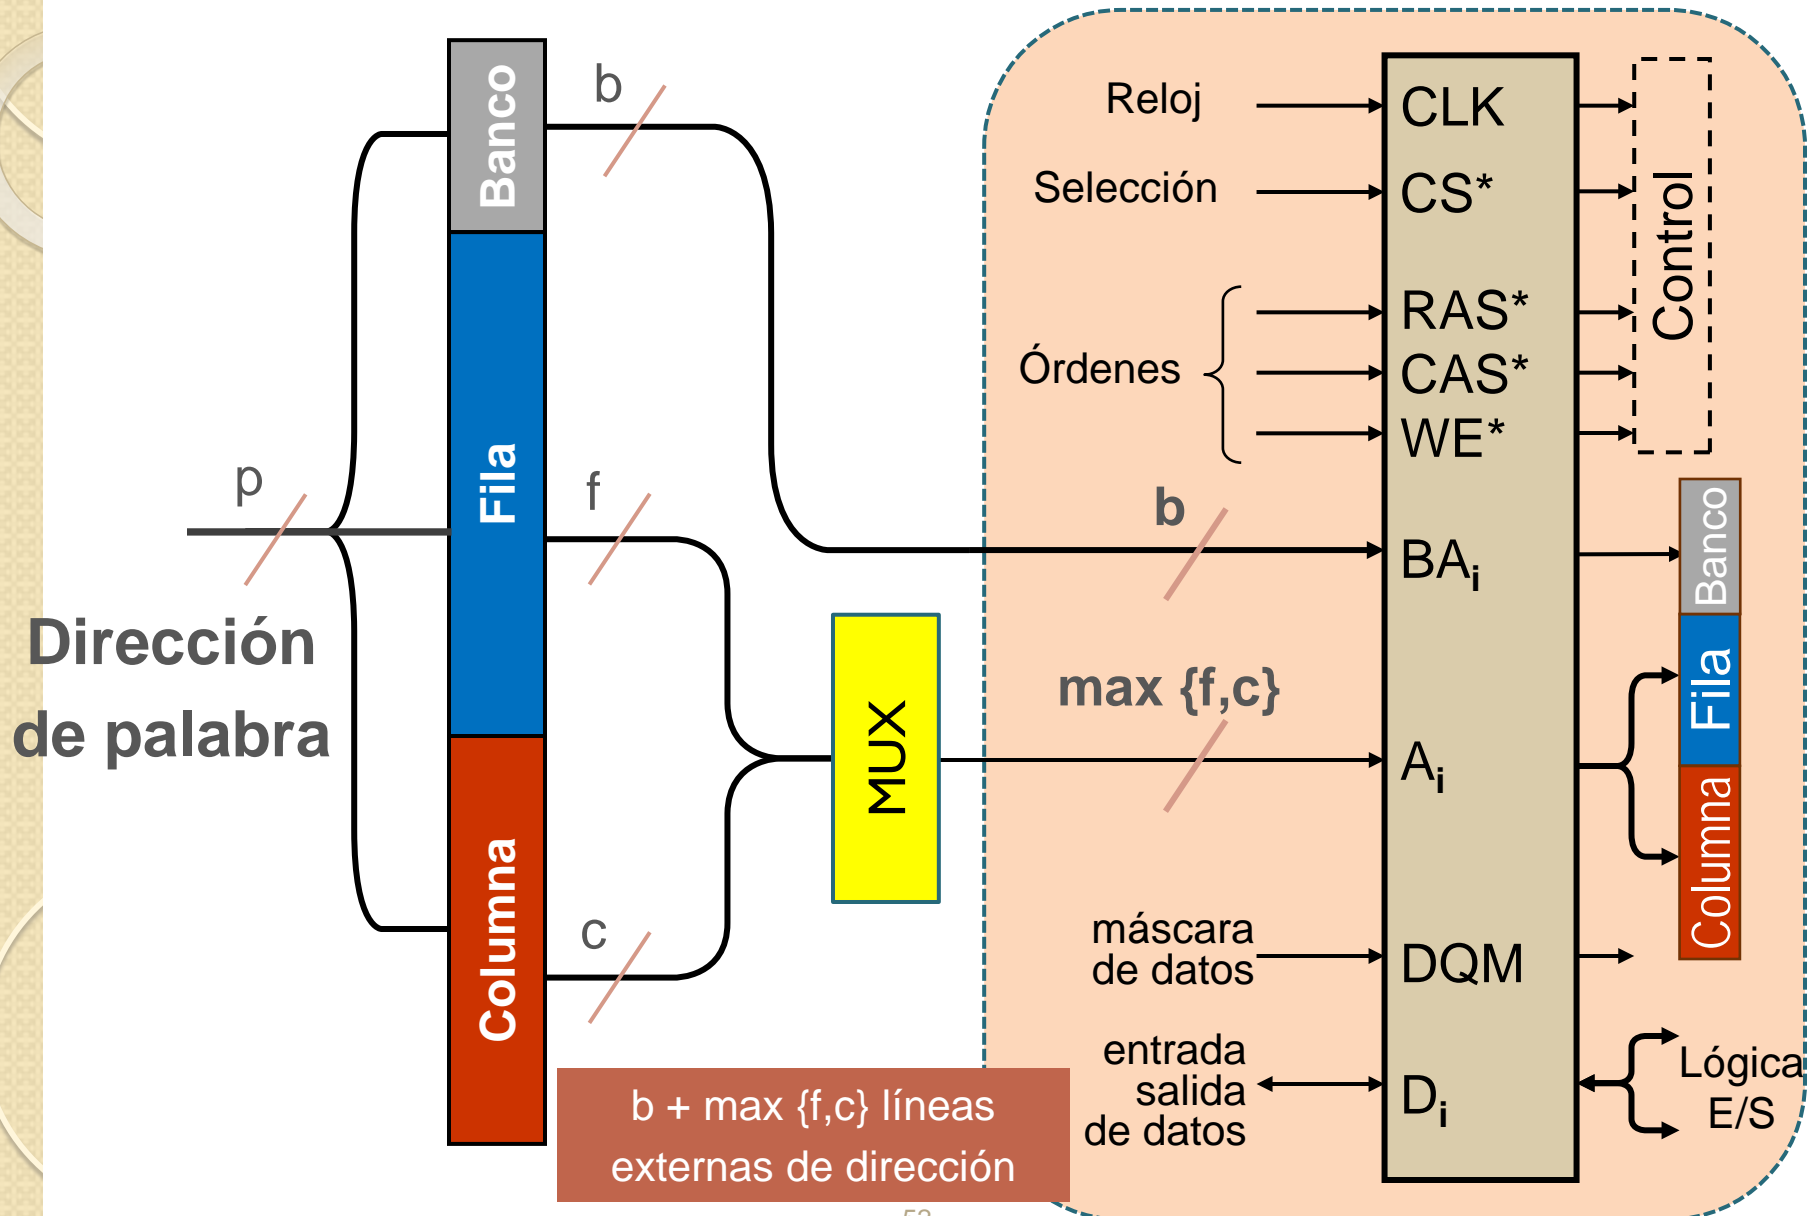 Banco
Fila
Columna
p
Dirección
de palabra
b
f
c
MUX
b + max {f,c} líneas
externas de dirección
Reloj
Selección
Órdenes
b
max {f,c}
máscara
de datos
entrada
salida
de datos
CLK
CS*
RAS*
CAS*
WE*
BAi
Ai
DQM
Di
Control
Banco
Fila
Columna
Lógica
E/S